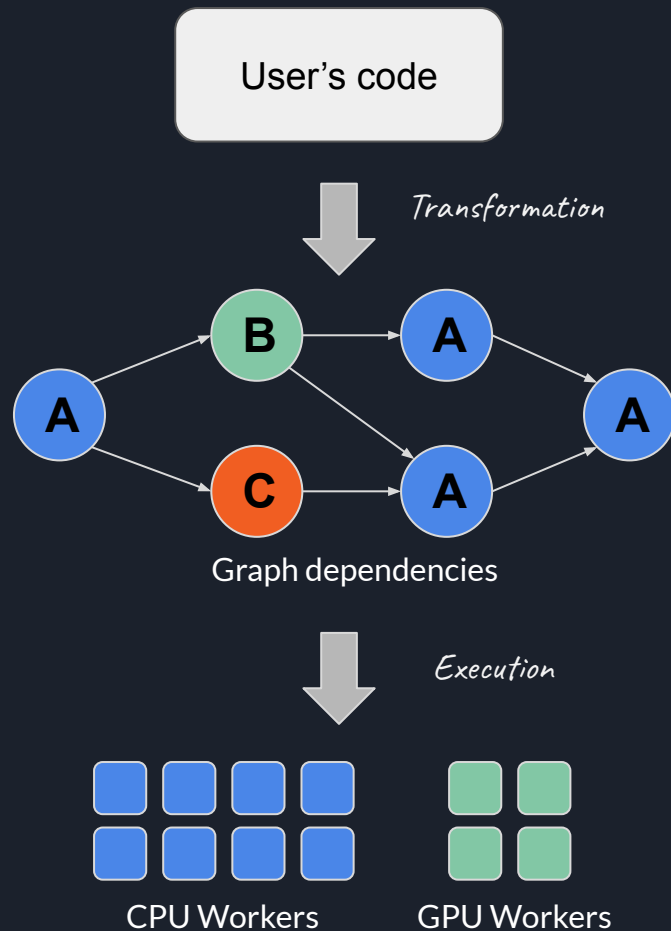 User’s code
Transformation
B
A
A
A
C
A
Graph dependencies
Execution
CPU Workers
GPU Workers